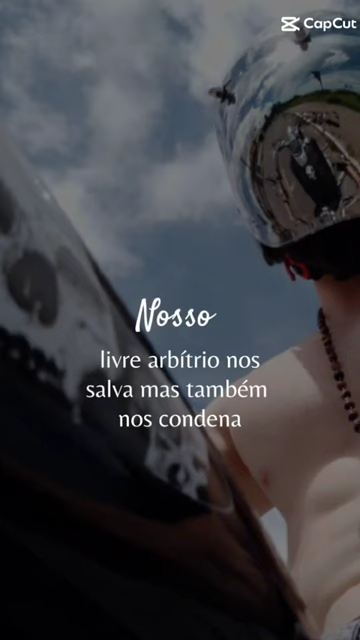 CapCut
Nosso
livre arbítrio nos
salva mas também
nos condena